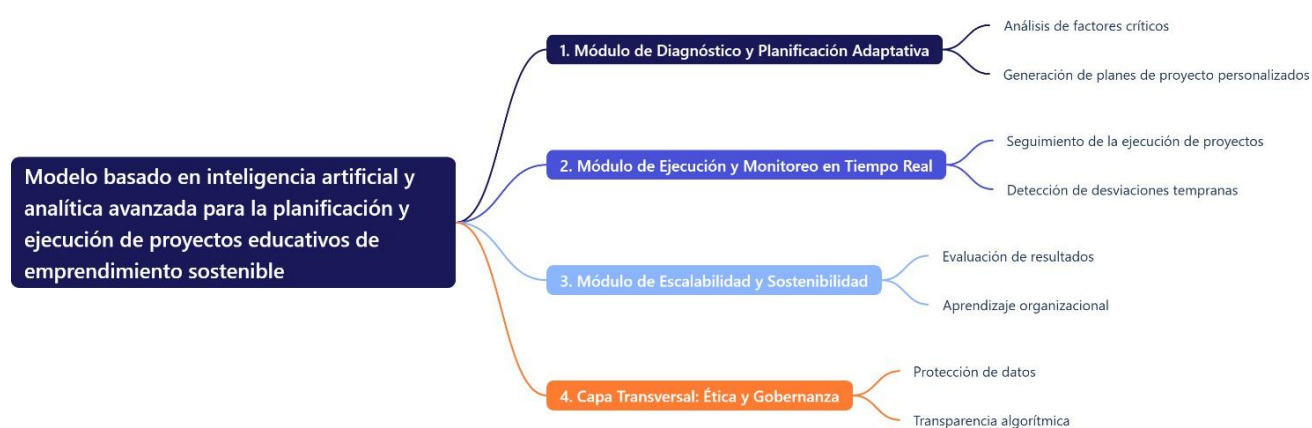 Modelo basado en inteligencia artificial y
analítica avanzada para la planificación y
ejecución de proyectos educativos de
emprendimiento sostenible
1. Módulo de Diagnóstico y Planificación Adaptativa
Análisis de factores críticos
Generación de planes de proyecto personalizados
2. Módulo de Ejecución y Monitoreo en Tiempo Real
Seguimiento de la ejecución de proyectos
Detección de desviaciones tempranas
3. Módulo de Escalabilidad y Sostenibilidad
Evaluación de resultados
Aprendizaje organizacional
4. Capa Transversal: Ética y Gobernanza
Protección de datos
Transparencia algorítmica